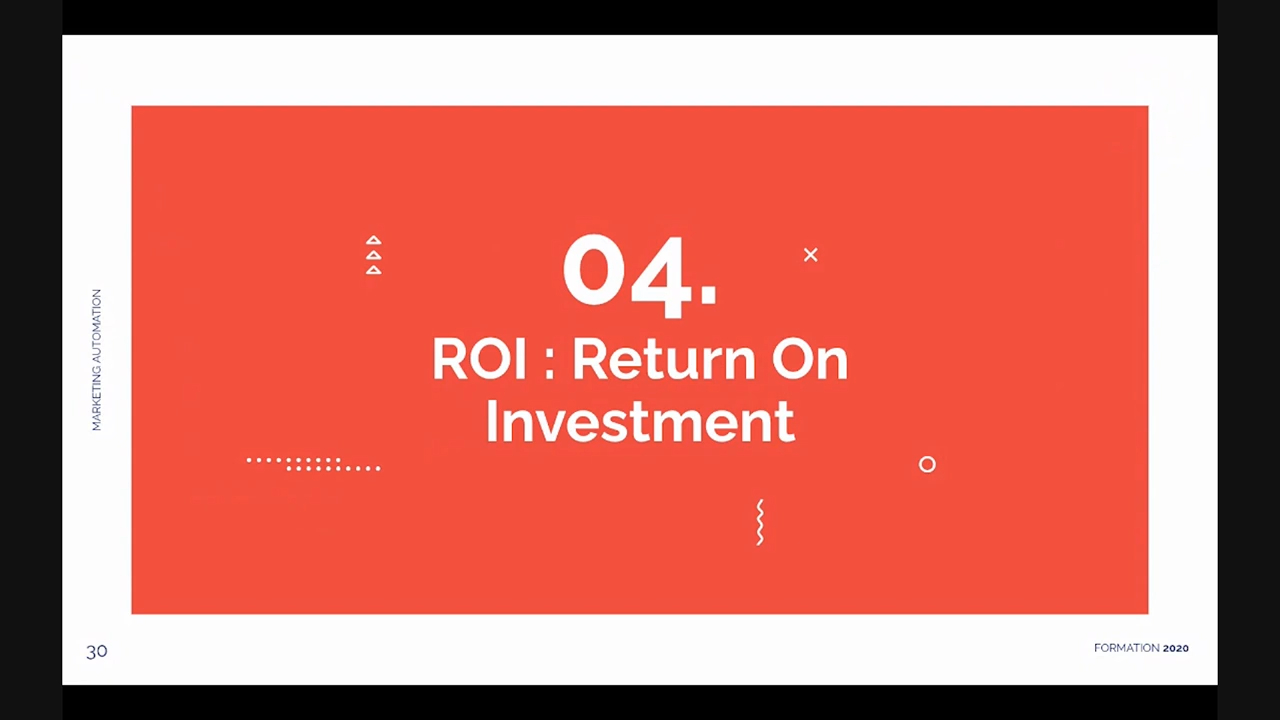 MARKETING AUTOMATION
04.
ROI : Return On
Investment
30
FORMATION 2020